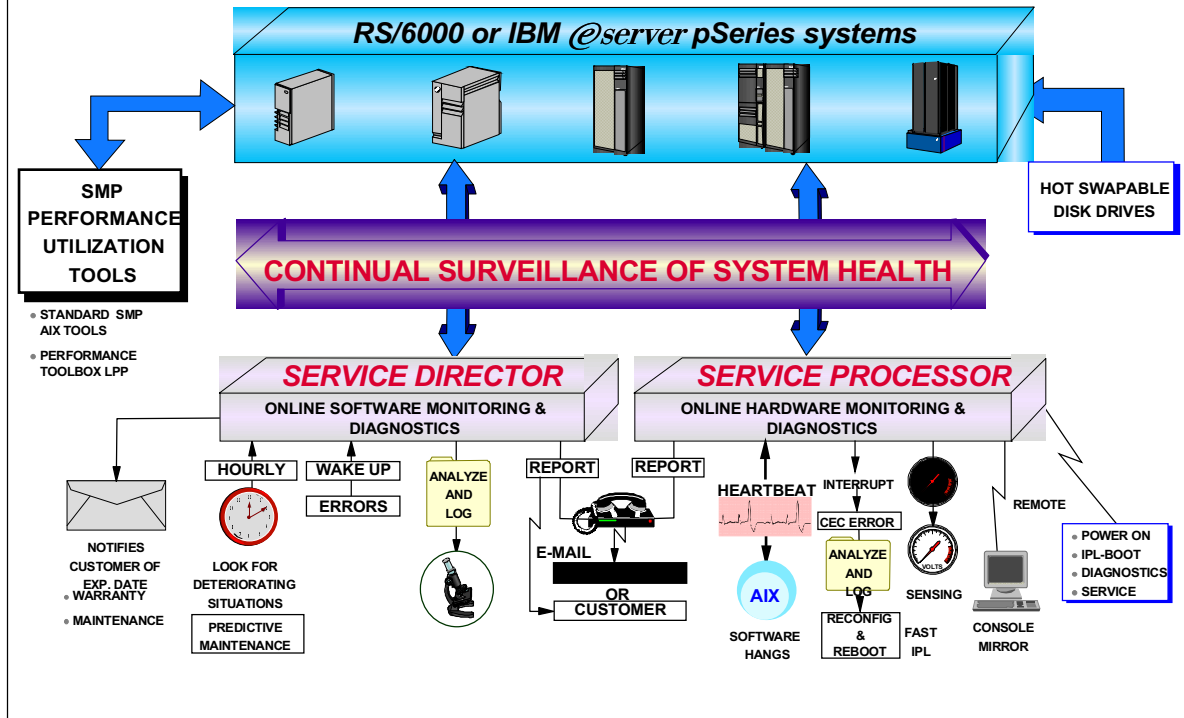 RS/6000 or IBM @server pSeries systems
SMP
PERFORMANCE
UTILIZATION
TOOLS
STANDARD SMP
AIX TOOLS
PERFORMANCE
TOOLBOX LPP
HOT SWAPABLE
DISK DRIVES
CONTINUAL SURVEILLANCE OF SYSTEM HEALTH
SERVICE DIRECTOR
ONLINE SOFTWARE MONITORING &
DIAGNOSTICS
NOTIFIES
CUSTOMER OF
EXP. DATE
WARRANTY
MAINTENANCE
HOURLY
LOOK FOR
DETERIORATING
SITUATIONS
PREDICTIVE
MAINTENANCE
WAKE UP
ERRORS
ANALYZE
AND
LOG
REPORT
REPORT
E-MAIL
OR
CUSTOMER
SERVICE PROCESSOR
ONLINE HARDWARE MONITORING &
DIAGNOSTICS
HEARTBEAT
AIX
SOFTWARE
HANGS
INTERRUPT
CEC ERROR
ANALYZE
AND
LOG
RECONFIG
&
REBOOT
FAST
IPL
VOLTS
SENSING
REMOTE
CONSOLE
MIRROR
POWER ON
IPL-BOOT
DIAGNOSTICS
SERVICE